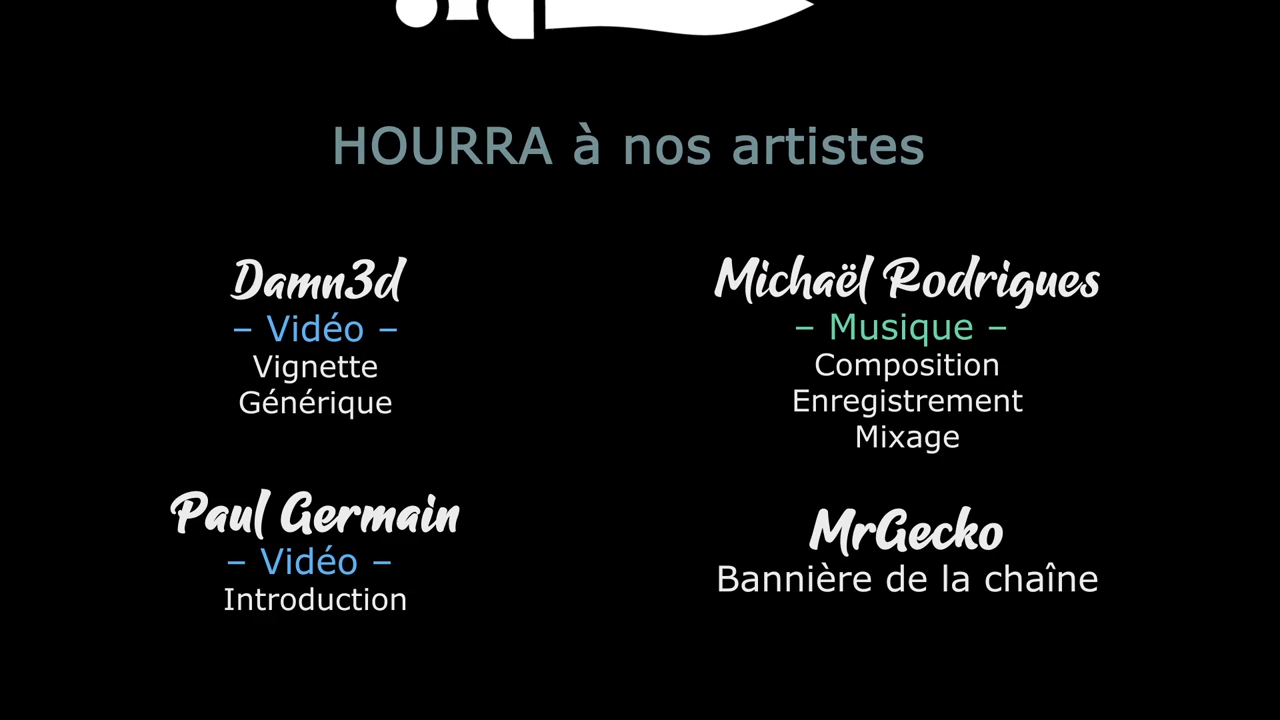 HOURRA à nos artistes
Damn3d
– Vidéo –
Vignette
Générique
Michaël Rodrigues
– Musique –
Composition
Enregistrement
Mixage
Paul Germain
– Vidéo –
Introduction
MrGecko
Bannière de la chaîne